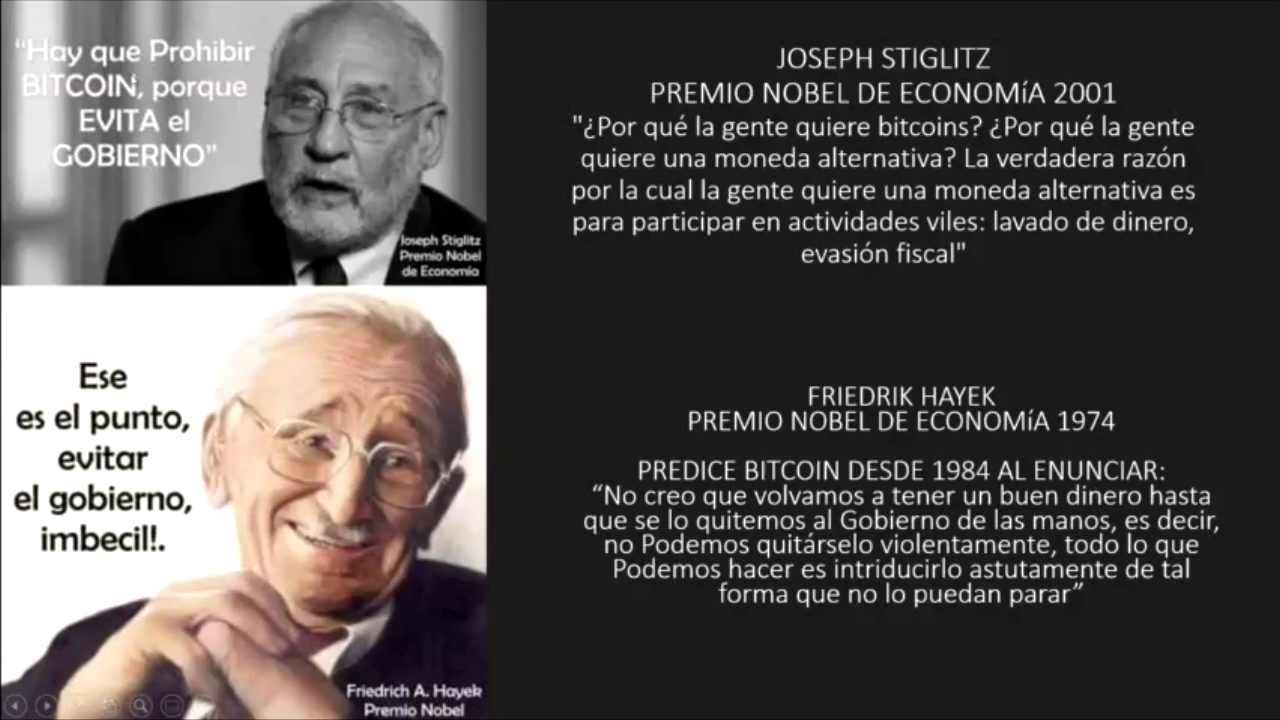 “Hay que Prohibir
BITCOIN, porque
EVITA el
GOBIERNO”
Joseph Stiglitz
Premio Nobel
de Economía
Ese
es el punto,
evitar
el gobierno,
imbecil!.
Friedrich A. Hayek
Premio Nobel
JOSEPH STIGLITZ
PREMIO NOBEL DE ECONOMíA 2001
"¿Por qué la gente quiere bitcoins? ¿Por qué la gente
quiere una moneda alternativa? La verdadera razón
por la cual la gente quiere una moneda alternativa es
para participar en actividades viles: lavado de dinero,
evasión fiscal"
FRIEDRIK HAYEK
PREMIO NOBEL DE ECONOMíA 1974
PREDICE BITCOIN DESDE 1984 AL ENUNCIAR:
“No creo que volvamos a tener un buen dinero hasta
que se lo quitemos al Gobierno de las manos, es decir,
no Podemos quitárselo violentamente, todo lo que
Podemos hacer es intriducirlo astutamente de tal
forma que no lo puedan parar”